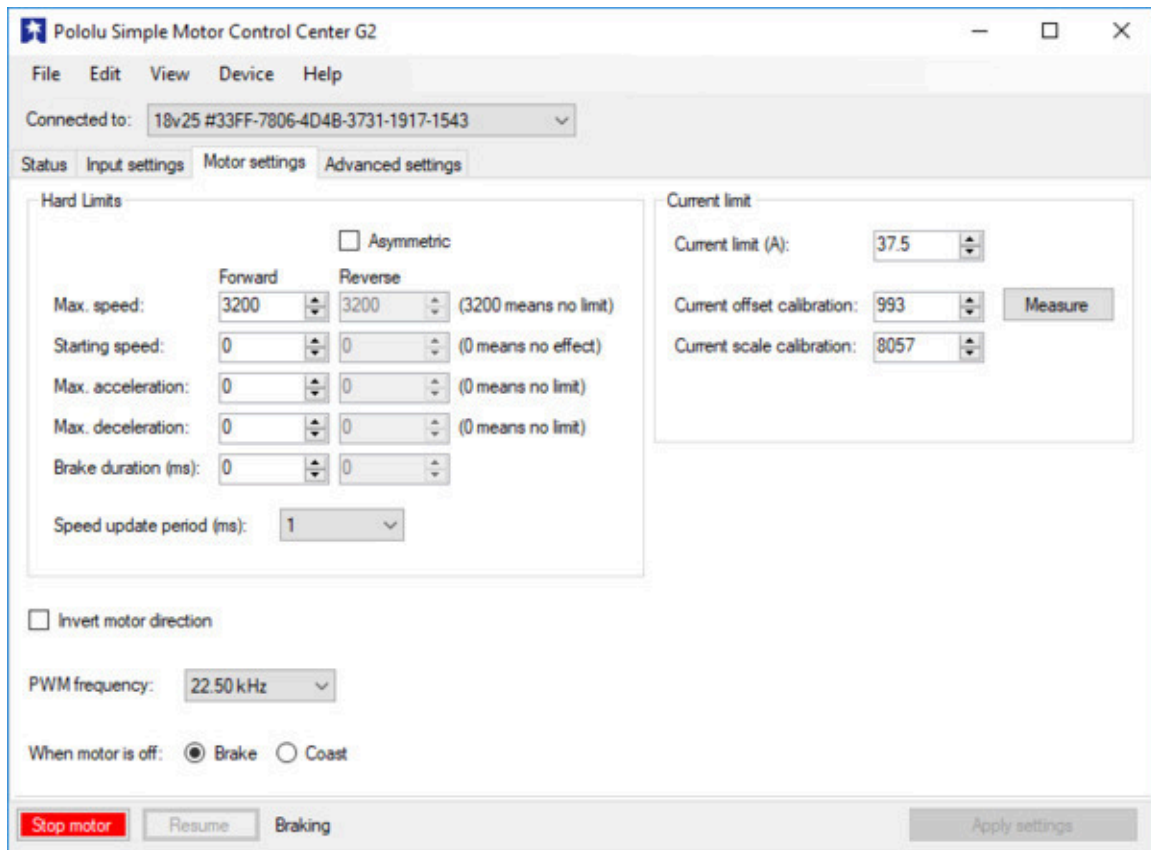 Pololu Simple Motor Control Center G2
File Edit View Device Help
Connected to: 18v25 #33FF-7806-4D4B-3731-1917-1543
Status Input settings Motor settings Advanced settings
Hard Limits
Asymmetric
Forward Reverse
Max. speed: 3200 3200 (3200 means no limit)
Starting speed: 0 0 (0 means no effect)
Max. acceleration: 0 0 (0 means no limit)
Max. deceleration: 0 0 (0 means no limit)
Brake duration (ms): 0 0
Speed update period (ms): 1
Current limit
Current limit (A): 37.5
Current offset calibration: 993 Measure
Current scale calibration: 8057
Invert motor direction
PWM frequency: 22.50 kHz
When motor is off: Brake Coast
Stop motor Resume Braking Apply settings